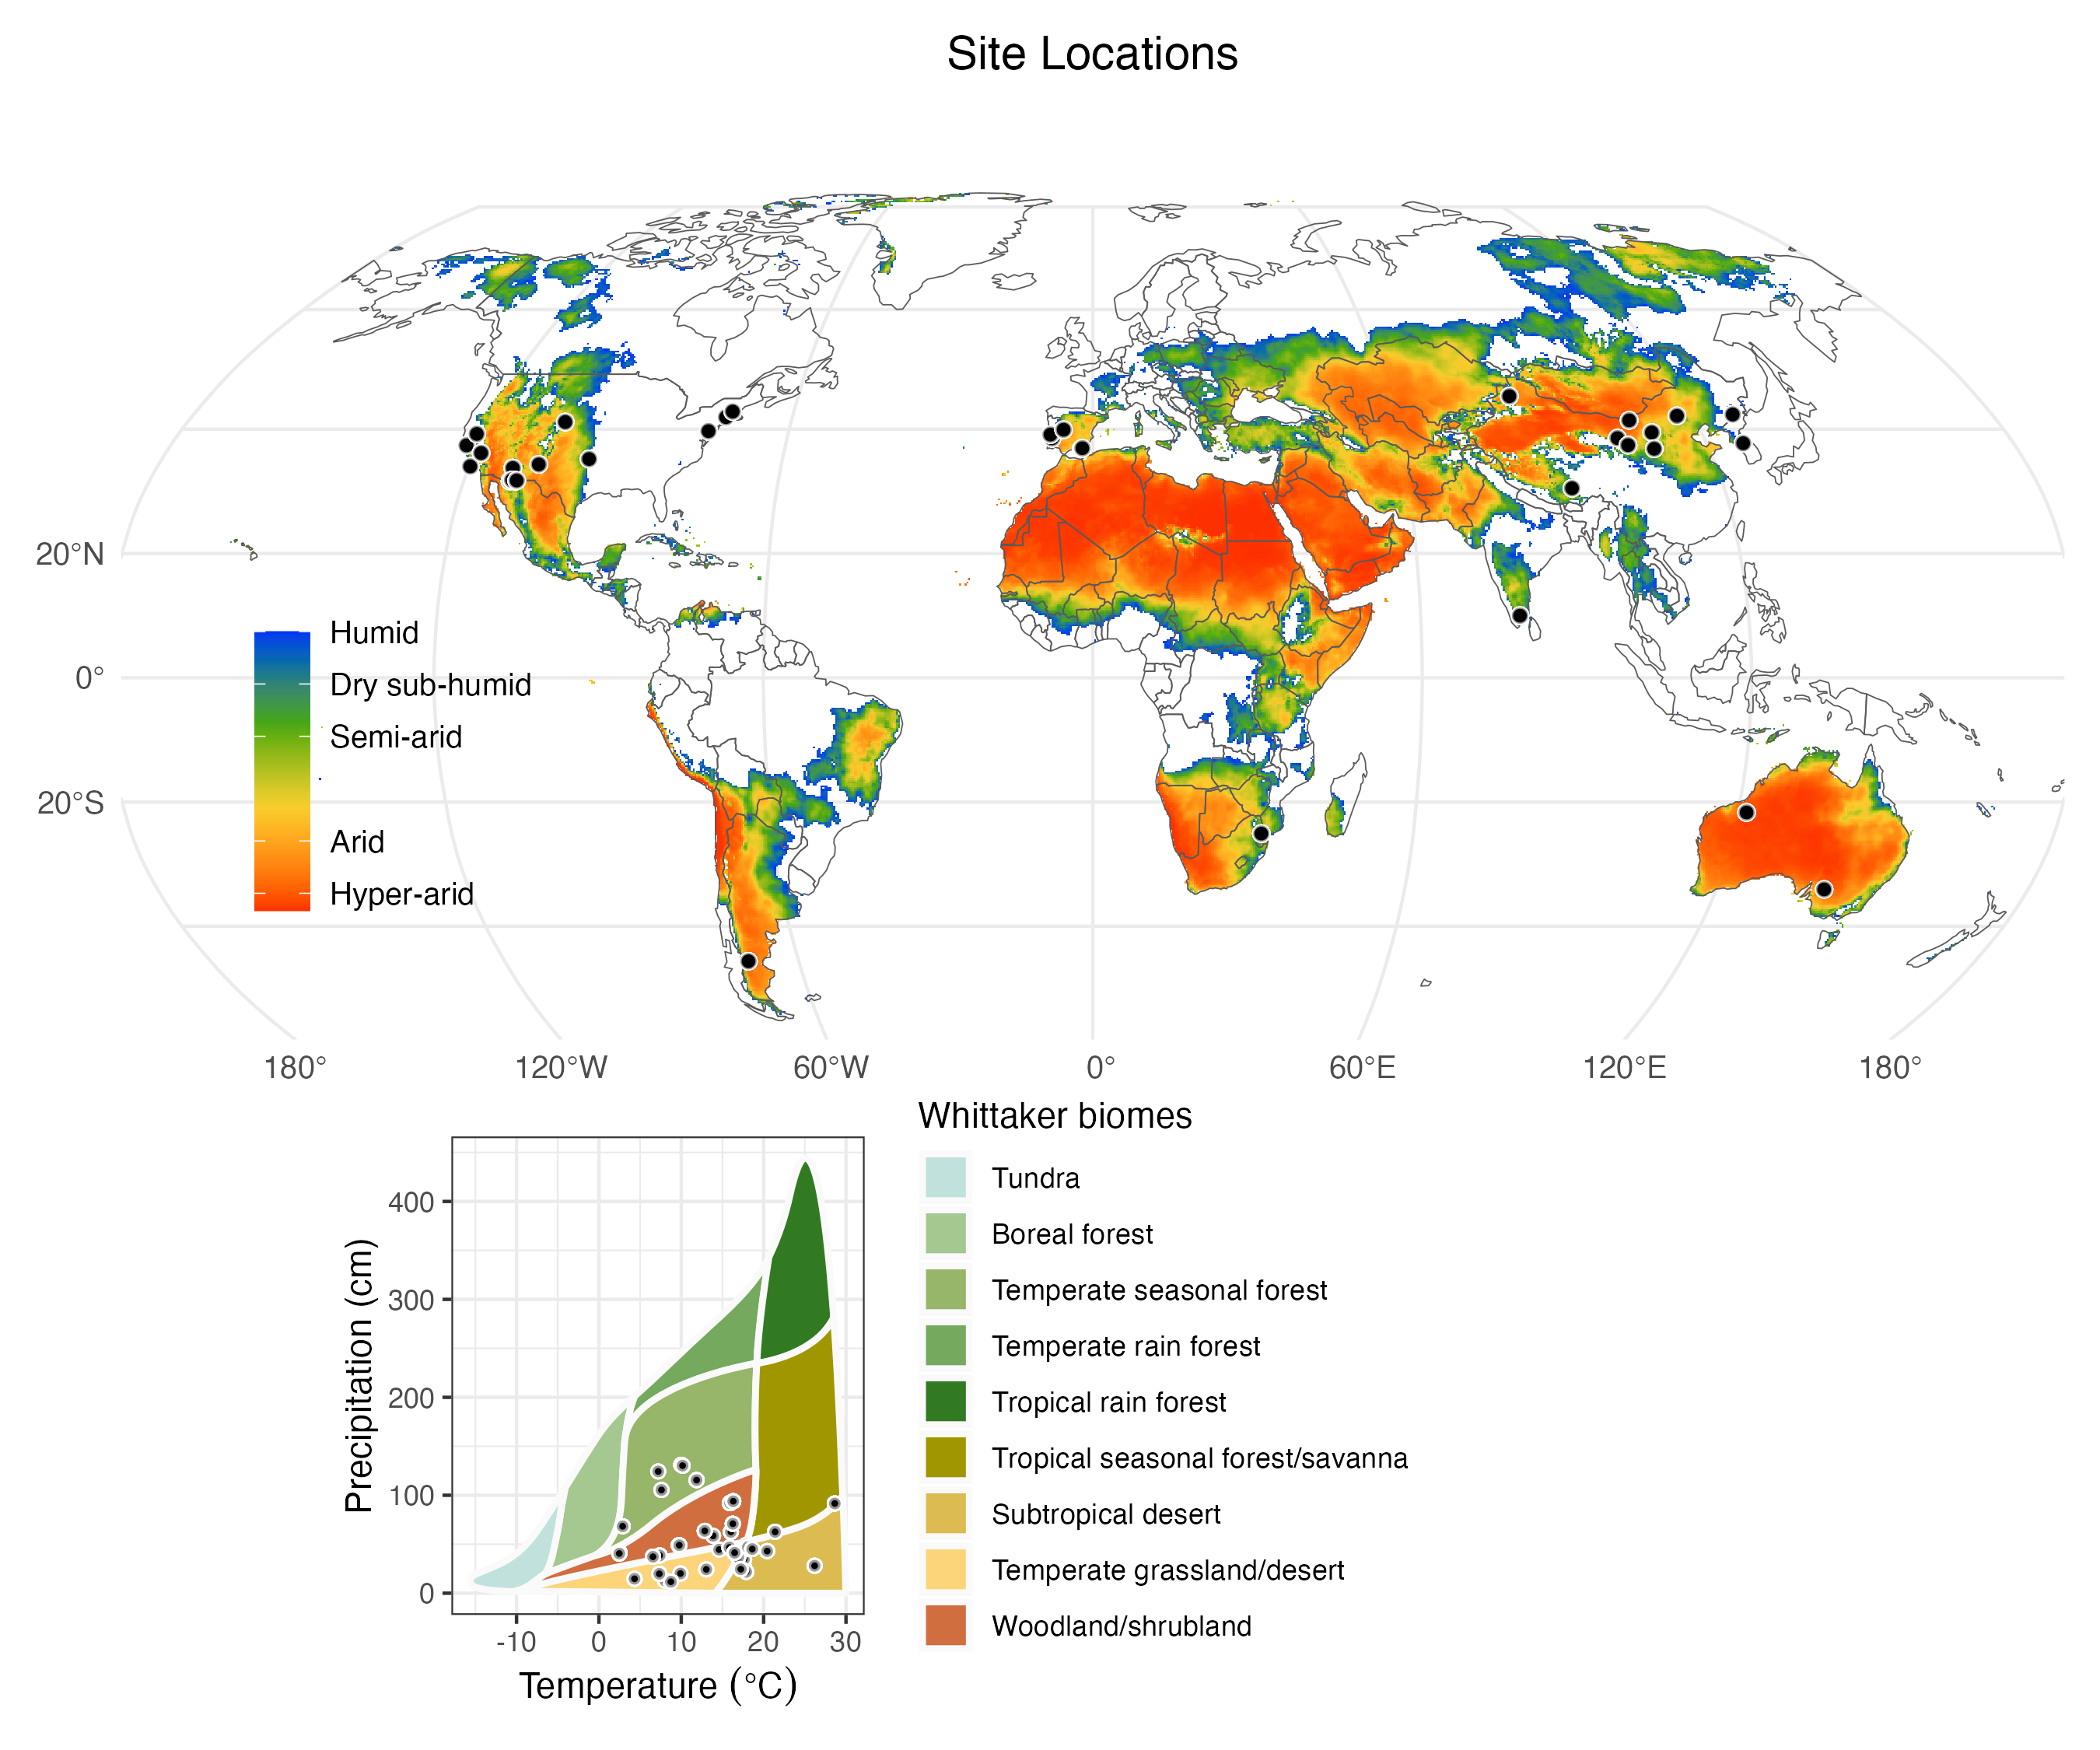 Site Locations
20°N
0°
20°S
Humid
Dry sub-humid
Semi-arid
Arid
Hyper-arid
180°
120°W
60°W
0°
60°E
120°E
180°
Precipitation (cm)
400
300
200
100
0
-10
0
10
20
30
Temperature (°C)
Whittaker biomes
Tundra
Boreal forest
Temperate seasonal forest
Temperate rain forest
Tropical rain forest
Tropical seasonal forest/savanna
Subtropical desert
Temperate grassland/desert
Woodland/shrubland